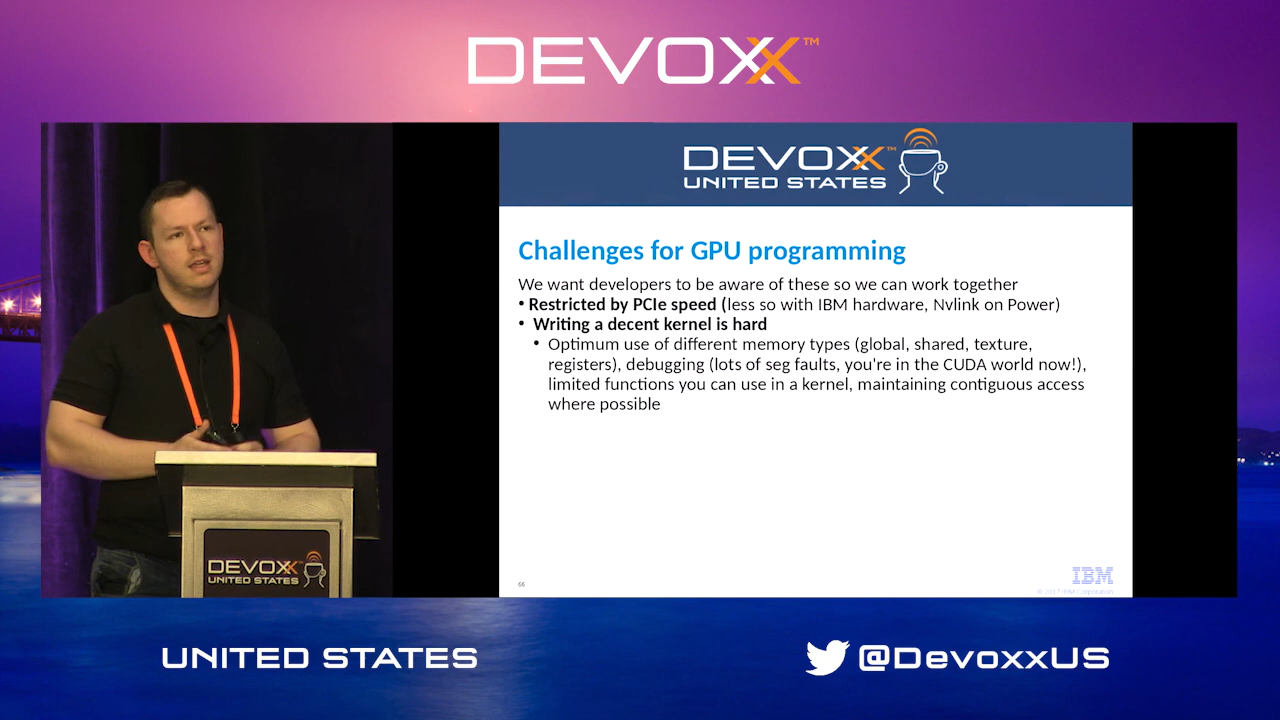 DEVOXX™
DEVOXX™
UNITED STATES
Challenges for GPU programming
We want developers to be aware of these so we can work together
• Restricted by PCIe speed (less so with IBM hardware, Nvlink on Power)
• Writing a decent kernel is hard
• Optimum use of different memory types (global, shared, texture,
registers), debugging (lots of seg faults, you're in the CUDA world now!),
limited functions you can use in a kernel, maintaining contiguous access
where possible
66
IBM
© 2017 IBM Corporation
DEVOXX
UNITED STATES
UNITED STATES
@DevoxxUS